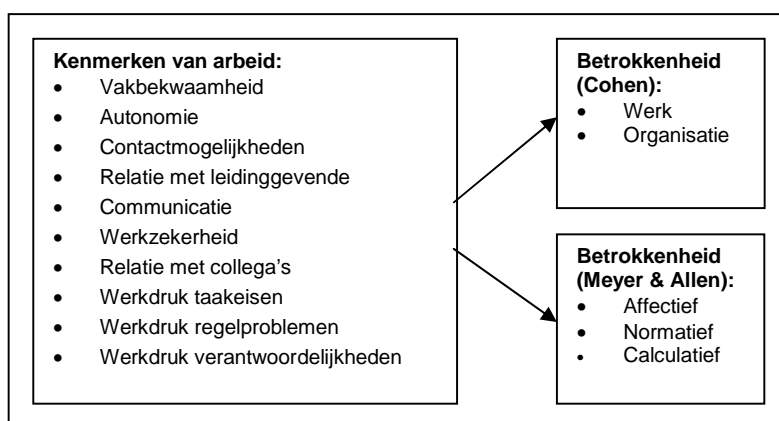 Kenmerken van arbeid:
• Vakbekwaamheid
• Autonomie
• Contactmogelijkheden
• Relatie met leidinggevende
• Communicatie
• Werkzekerheid
• Relatie met collega's
• Werkdruk taakeisen
• Werkdruk regelproblemen
• Werkdruk verantwoordelijkheden
Betrokkenheid
(Cohen):
• Werk
• Organisatie
Betrokkenheid
(Meyer & Allen):
• Affectief
• Normatief
• Calculatief